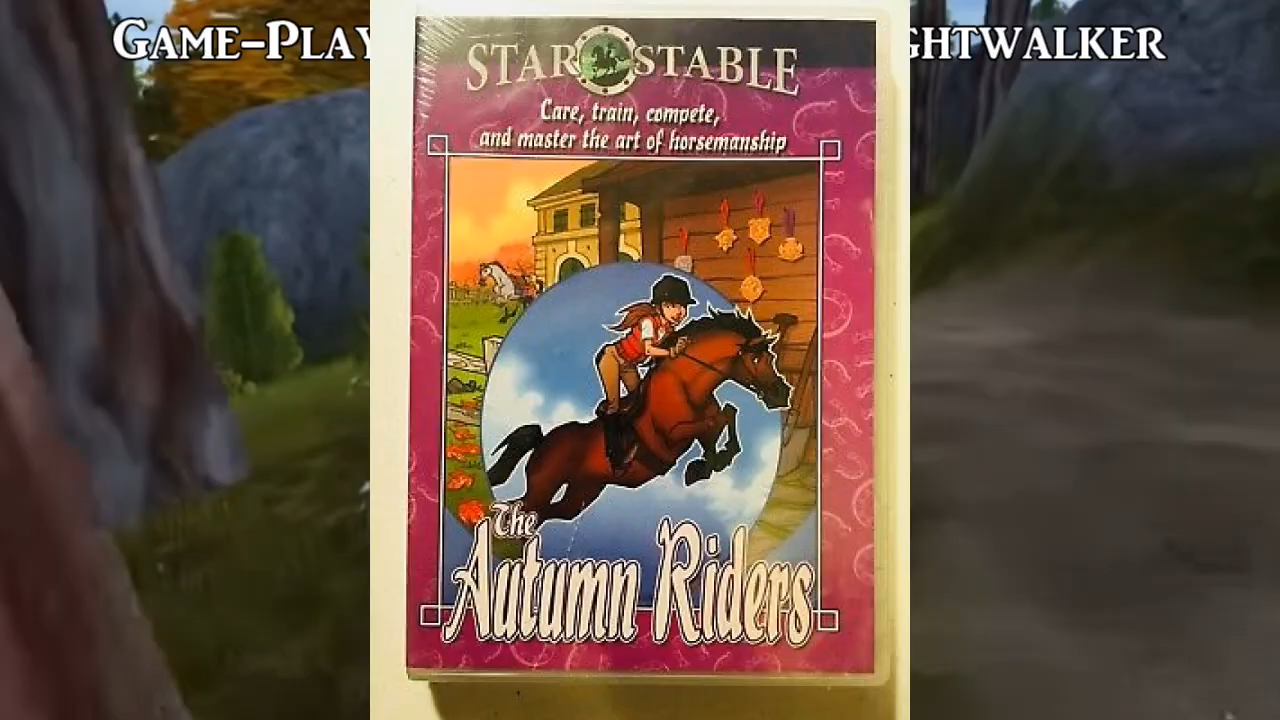 GAME-PLAY
GHTWALKER
STAR STABLE
Care, train, compete,
and master the art of horsemanship
The
Autumn Riders